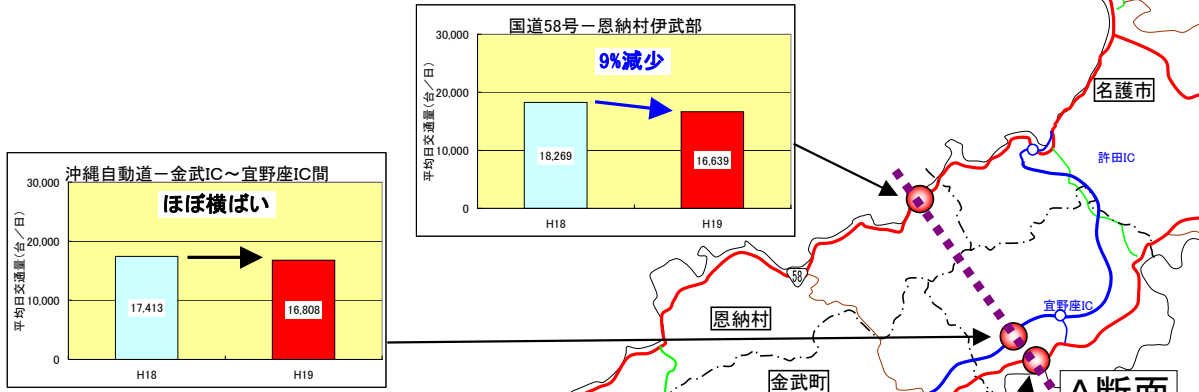 国道58号－恩納村伊武部
平均日交通量(台／日)
30,000
20,000
10,000
0
9%減少
18,269
16,639
H18
H19
沖縄自動道－金武IC～宜野座IC間
平均日交通量(台／日)
30,000
20,000
10,000
0
ほぼ横ばい
17,413
16,808
H18
H19
名護市
許田IC
58
恩納村
宜野座IC
金武町
A断面